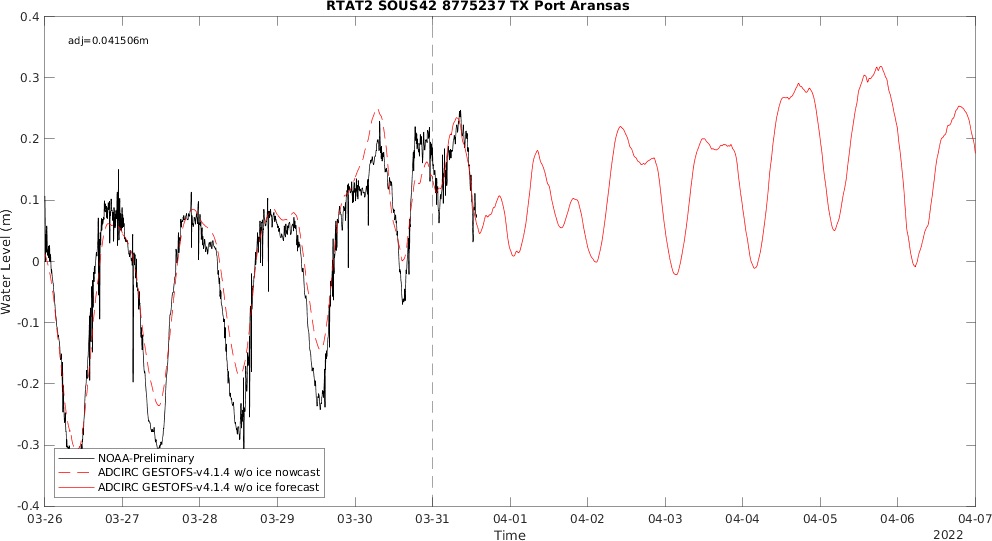 RTAT2 SOUS42 8775237 TX Port Aransas
adj=0.041506m
0.4
0.3
0.2
0.1
0
-0.1
-0.2
-0.3
-0.4
Water Level (m)
NOAA-Preliminary
ADCIRC GESTOFS-v4.1.4 w/o ice nowcast
ADCIRC GESTOFS-v4.1.4 w/o ice forecast
03-26 03-27 03-28 03-29 03-30 03-31 04-01 04-02 04-03 04-04 04-05 04-06 04-07
Time
2022